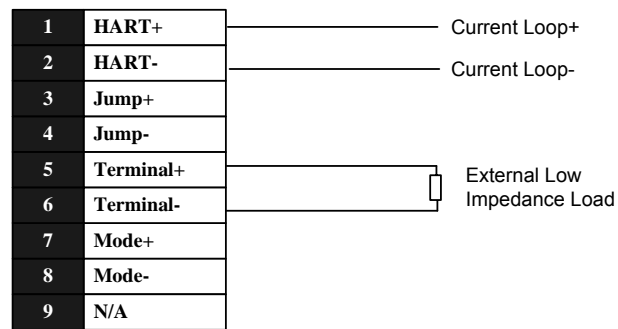 1 HART+ Current Loop+
2 HART- Current Loop-
3 Jump+
4 Jump-
5 Terminal+
External Low
Impedance Load
6 Terminal-
7 Mode+
8 Mode-
9 N/A